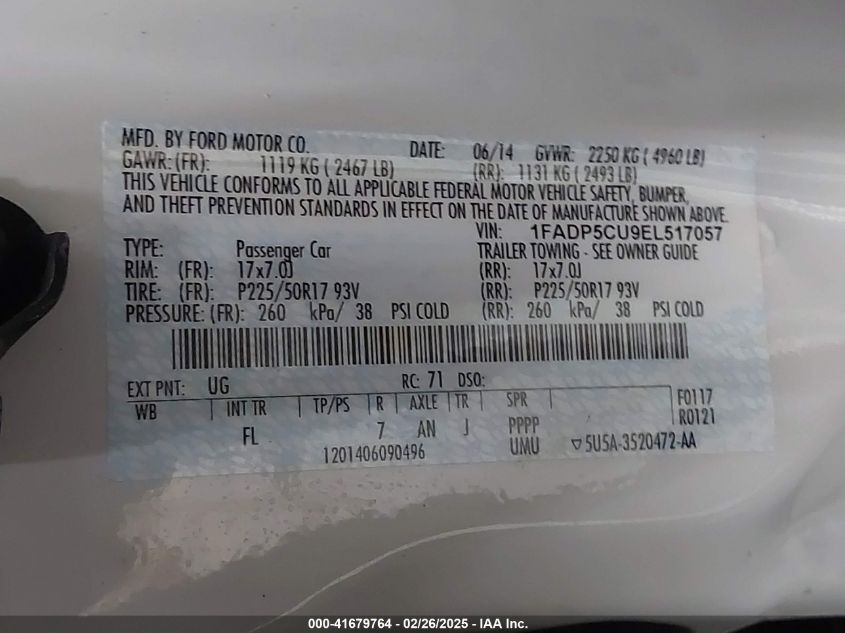 MFD. BY FORD MOTOR CO. DATE: 06/14 GVWR: 2250 KG ( 4960 LB)
GAWR: (FR): 1119 KG ( 2467 LB) (RR): 1131 KG ( 2493 LB)
THIS VEHICLE CONFORMS TO ALL APPLICABLE FEDERAL MOTOR VEHICLE SAFETY, BUMPER,
AND THEFT PREVENTION STANDARDS IN EFFECT ON THE DATE OF MANUFACTURE SHOWN ABOVE.
VIN: 1FADP5CU9EL517057
TYPE: Passenger Car TRAILER TOWING - SEE OWNER GUIDE
RIM: (FR): 17x7.0J (RR): 17x7.0J
TIRE: (FR): P225/50R17 93V (RR): P225/50R17 93V
PRESSURE: (FR): 260 kPa/ 38 PSI COLD (RR): 260 kPa/ 38 PSI COLD
EXT PNT: UG RC: 71 DSO:
WB INT TR TP/PS R AXLE TR SPR F0117
FL 7 AN J PPPP R0121
1201406090496 UMU ▽5U5A-3520472-AA
000-41679764 - 02/26/2025 - IAA Inc.